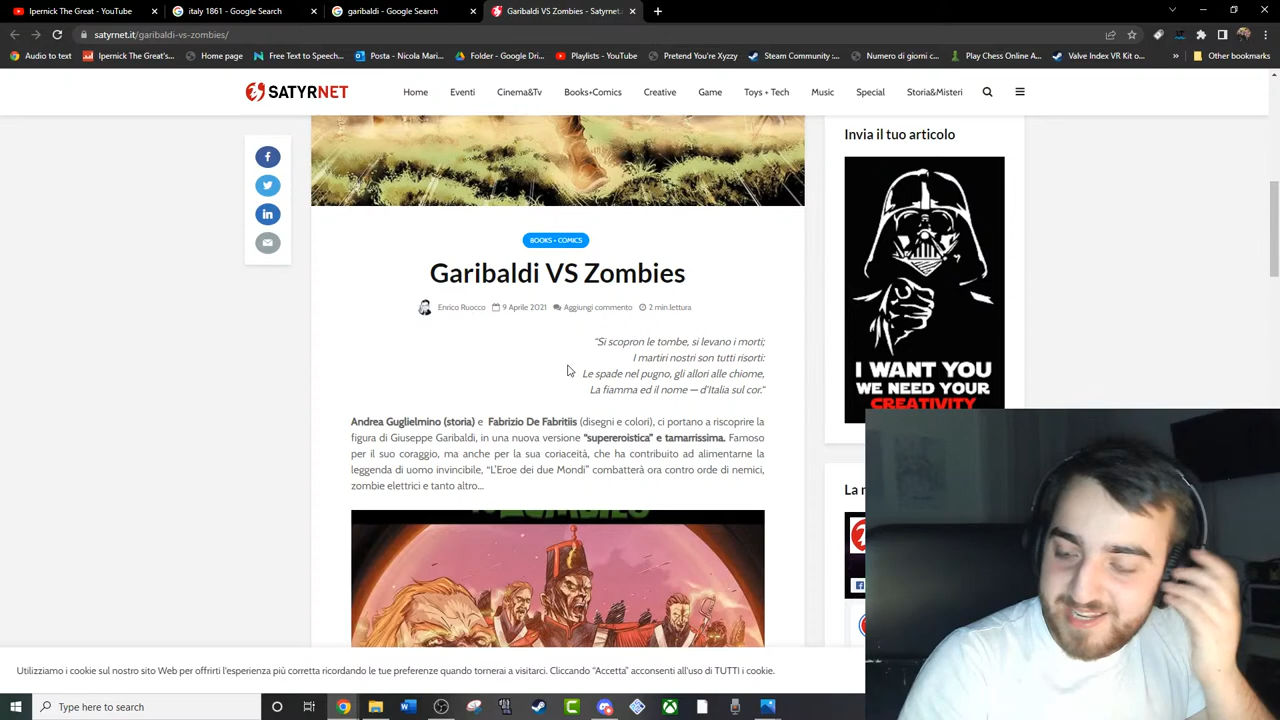 Ipernick The Great - YouTube
italy 1861 - Google Search
garibaldi - Google Search
Garibaldi VS Zombies - Satyrnet.
satyrnet.it/garibaldi-vs-zombies/
Audio to text
Ipernick The Great's...
Home page
Free Text to Speech...
Posta - Nicola Mari...
Folder - Google Dri...
Playlists - YouTube
Pretend You're Xyzzy
Steam Community:...
Numero di giorni c...
Play Chess Online A...
Valve Index VR Kit o...
Other bookmarks
SATYRNET
Home
Eventi
Cinema&Tv
Books+Comics
Creative
Game
Toys + Tech
Music
Special
Storia&Misteri
Invia il tuo articolo
I WANT YOU
WE NEED YOUR
CREATIVITY
BOOKS + COMICS
Garibaldi VS Zombies
Enrico Ruocco
9 Aprile 2021
Aggiungi commento
2 min lettura
“Si scopron le tombe, si levano i morti;
I martiri nostri son tutti risorti:
Le spade nel pugno, gli allori alle chiome,
La fiamma ed il nome — d’Italia sul cor.”
Andrea Guglielmino (storia) e Fabrizio De Fabritiis (disegni e colori), ci portano a riscoprire la
figura di Giuseppe Garibaldi, in una nuova versione “supereroistica” e tamarrissima. Famoso
per il suo coraggio, ma anche per la sua coriaceità, che ha contribuito ad alimentarne la
leggenda di uomo invincibile, “L’Eroe dei due Mondi” combatterà ora contro orde di nemici,
zombie elettrici e tanto altro…
Utilizziamo i cookie sul nostro sito Web per offrirti l'esperienza più corretta ricordando le tue preferenze quando tornerai a visitarci. Cliccando “Accetta” acconsenti all'uso di TUTTI i cookie.
Type here to search